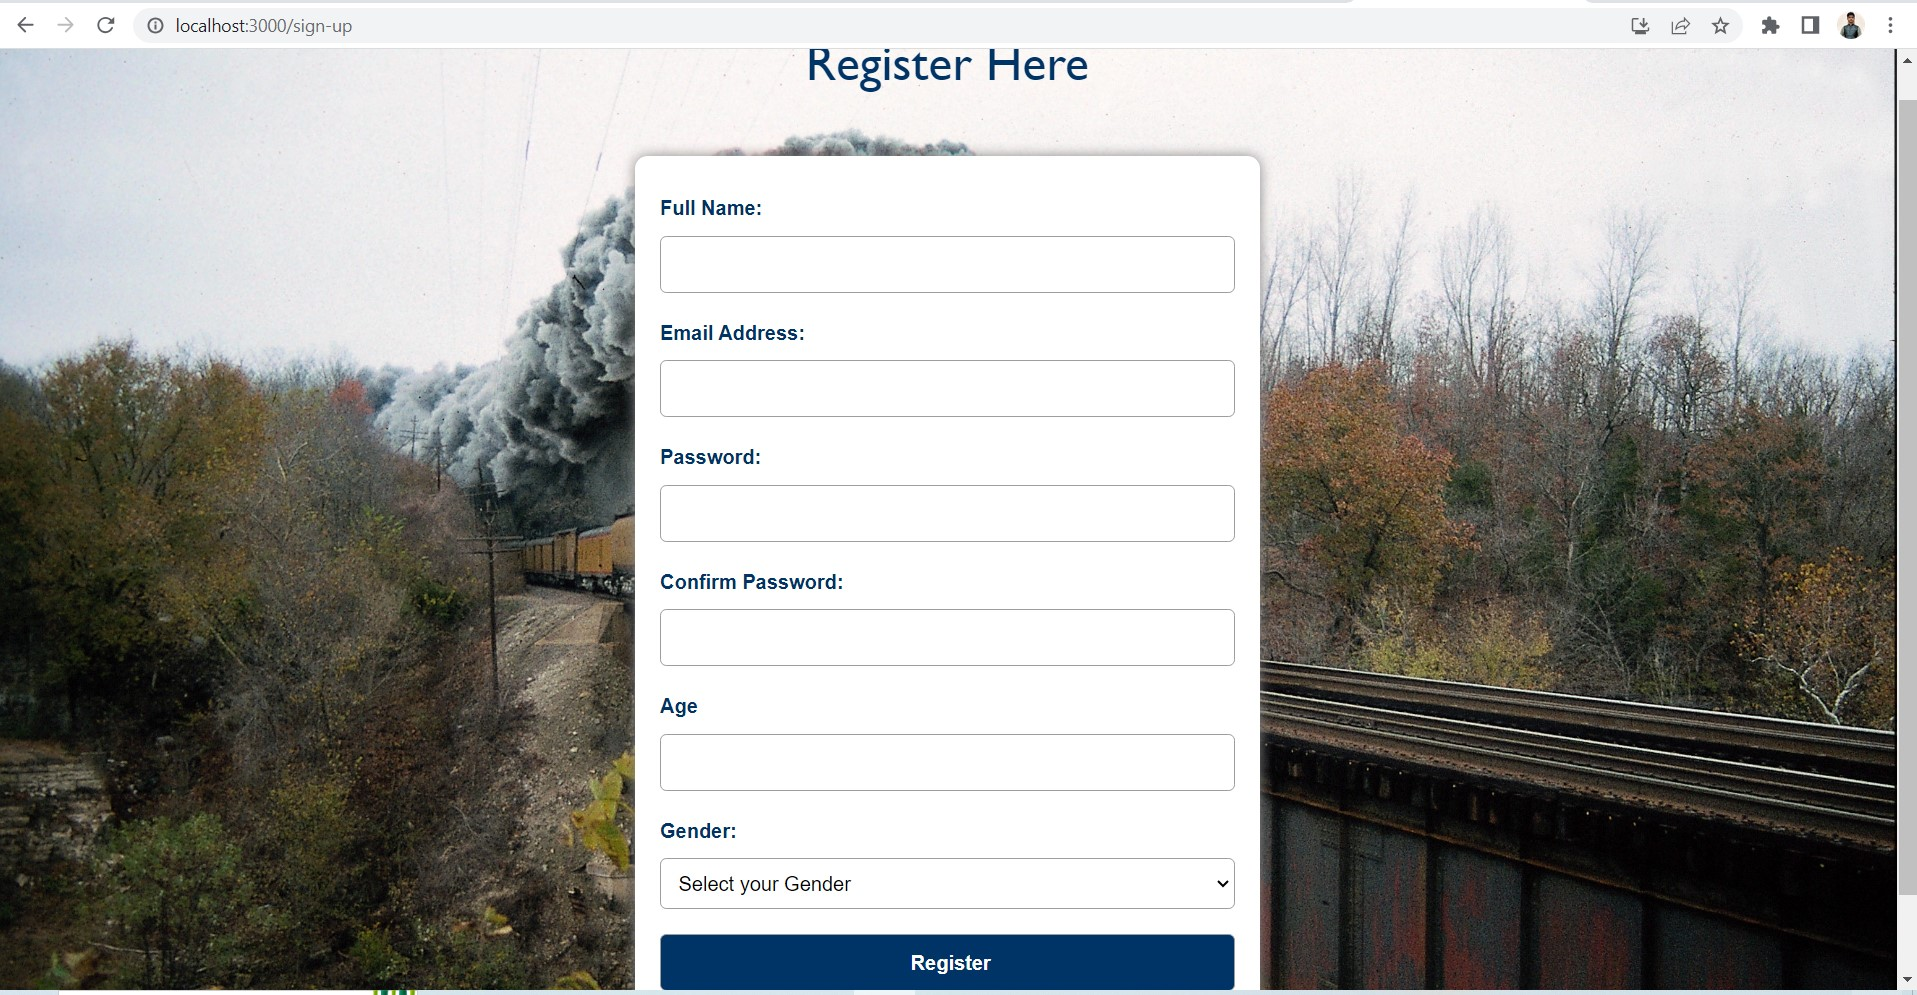 localhost:3000/sign-up
Register Here
Full Name:
Email Address:
Password:
Confirm Password:
Age
Gender:
Select your Gender
Register